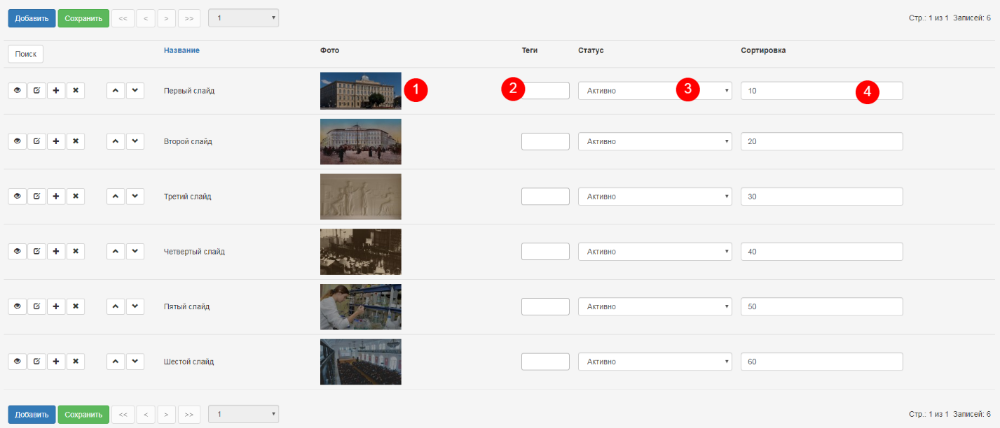 Добавить Сохранить << < > >> 1 Стр.: 1 из 1 Записей: 6
Поиск Название Фото Теги Статус Сортировка
Первый слайд 1 2 Активно 3 10 4
Второй слайд Активно 20
Третий слайд Активно 30
Четвертый слайд Активно 40
Пятый слайд Активно 50
Шестой слайд Активно 60
Добавить Сохранить << < > >> 1 Стр.: 1 из 1 Записей: 6